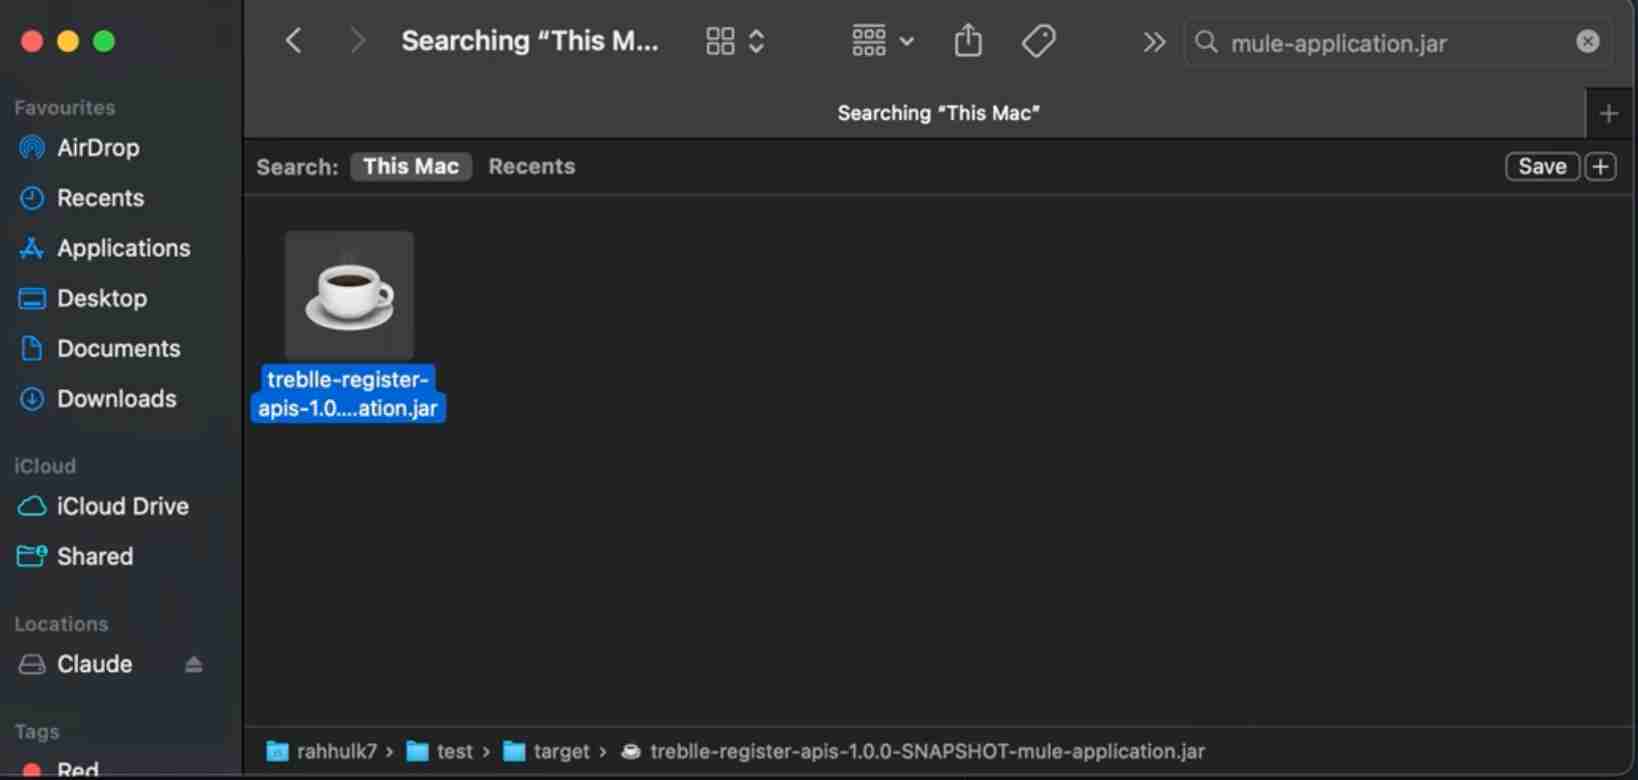 Searching “This M...
mule-application.jar
Searching “This Mac”
Favourites
AirDrop
Recents
Applications
Desktop
Documents
Downloads
iCloud
iCloud Drive
Shared
Locations
Claude
Tags
Red
Search: This Mac Recents
Save
treblle-register-
apis-1.0....ation.jar
rahhulk7 › test › target › treblle-register-apis-1.0.0-SNAPSHOT-mule-application.jar